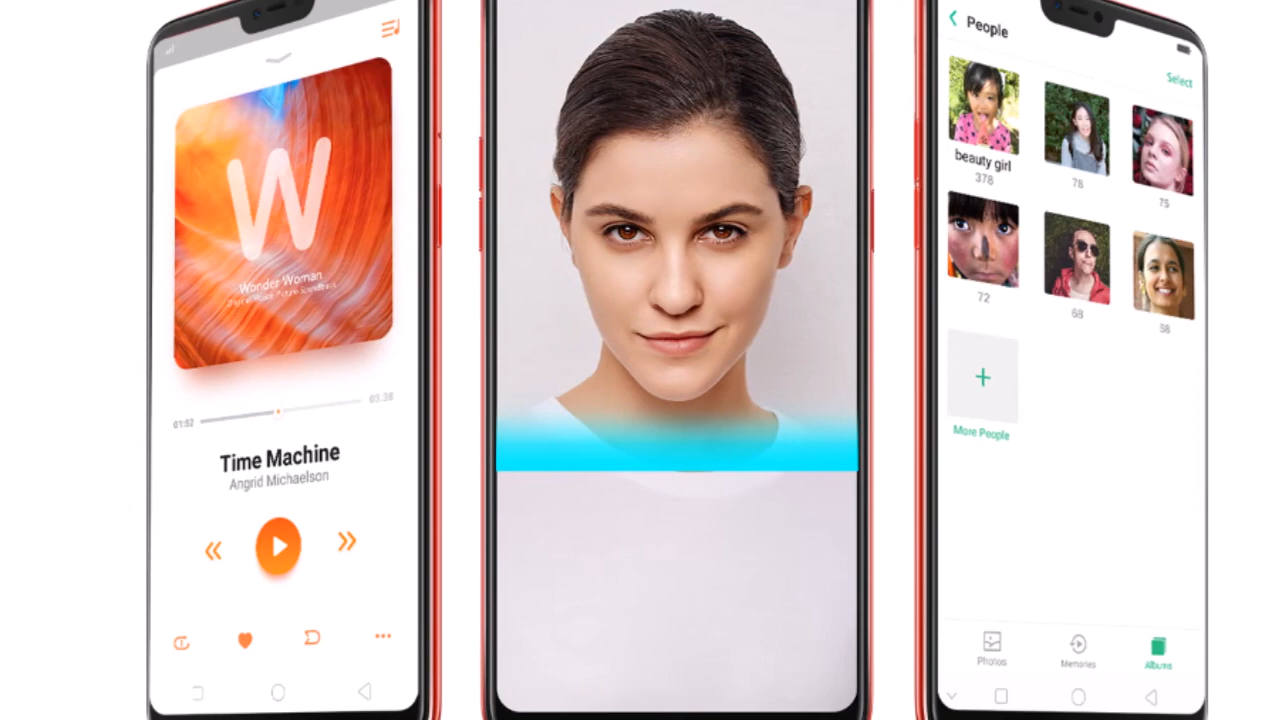 W
Wonder Woman
01:52
03:38
Time Machine
Angrid Michaelson
People
Select
beauty girl
378
78
75
72
68
58
More People
Photos
Memories
Albums